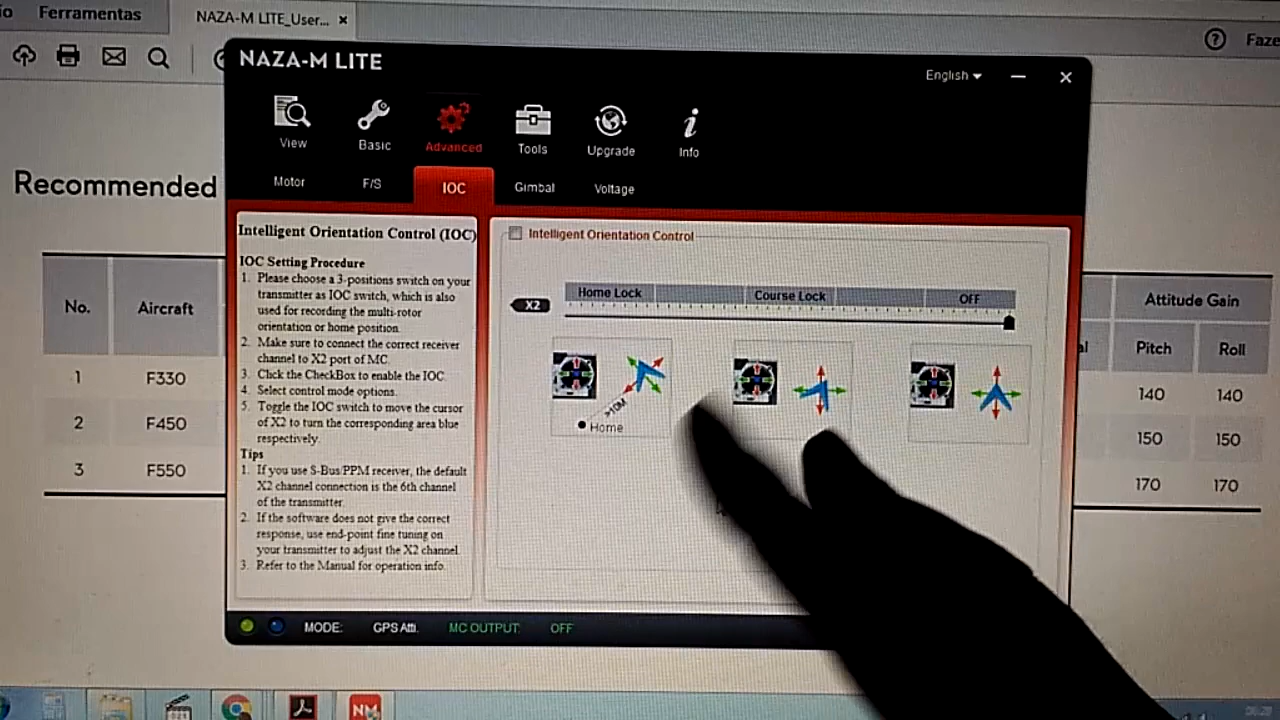 Ferramentas
NAZA-M LITE_User... ×
Faze
NAZA-M LITE
English
View
Basic
Advanced
Tools
Upgrade
Info
Motor
F/S
IOC
Gimbal
Voltage
Recommended
No.
Aircraft
1
F330
2
F450
3
F550
Attitude Gain
Pitch
Roll
140
140
150
150
170
170
Intelligent Orientation Control (IOC)
IOC Setting Procedure
1. Please choose a 3-positions switch on your
transmitter as IOC switch, which is also
used for recording the multi-rotor
orientation or home position.
2. Make sure to connect the correct receiver
channel to X2 port of MC.
3. Click the CheckBox to enable the IOC.
4. Select control mode options.
5. Toggle the IOC switch to move the cursor
of X2 to turn the corresponding area blue
respectively.
Tips
1. If you use S-Bus/PPM receiver, the default
X2 channel connection is the 6th channel
of the transmitter.
2. If the software does not give the correct
response, use end-point fine tuning on
your transmitter to adjust the X2 channel.
3. Refer to the Manual for operation info.
Intelligent Orientation Control
X2
Home Lock
Course Lock
OFF
>10M
Home
MODE:
GPS Atti.
MC OUTPUT:
OFF
NM